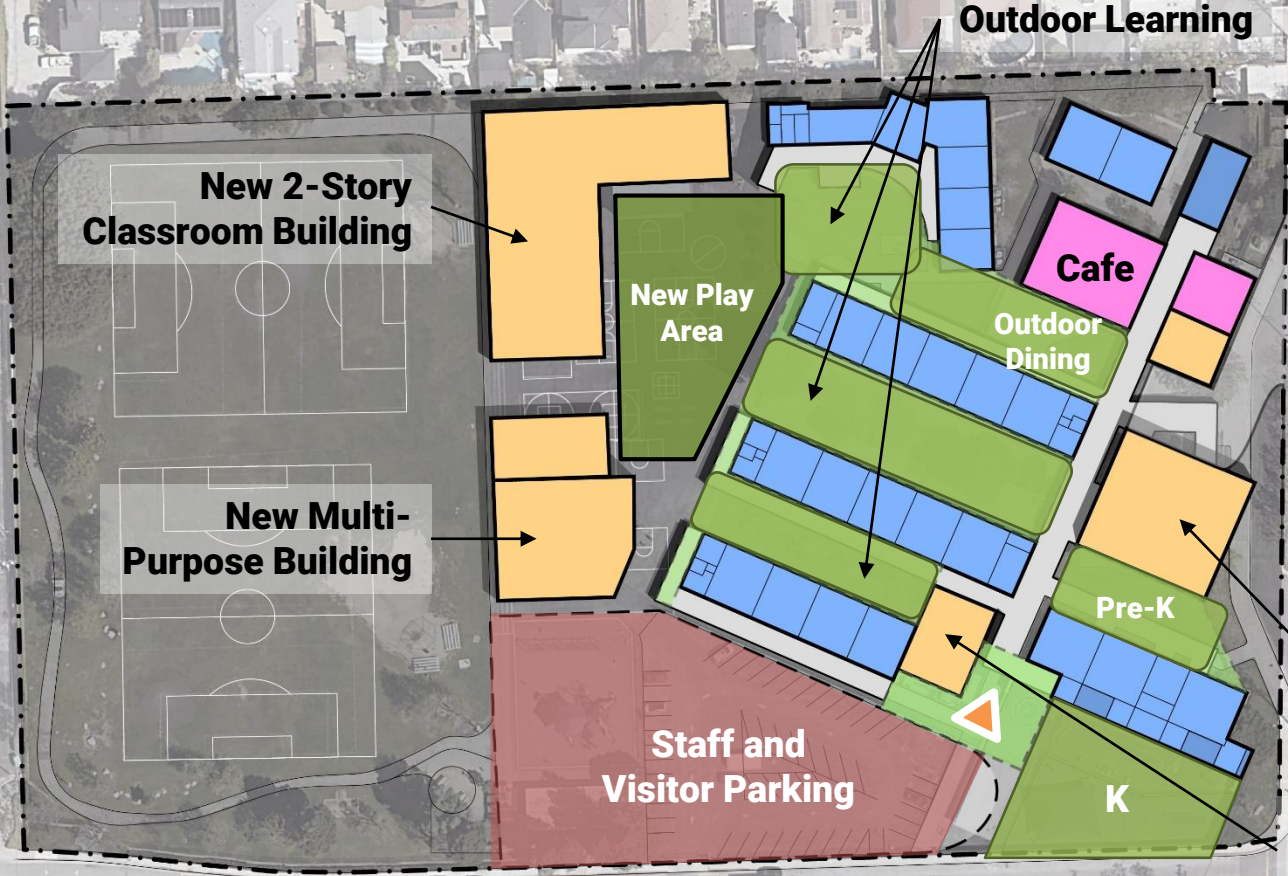 Outdoor Learning
New 2-Story
Classroom Building
Cafe
New Play
Area
Outdoor
Dining
New Multi-
Purpose Building
Pre-K
Staff and
Visitor Parking
K